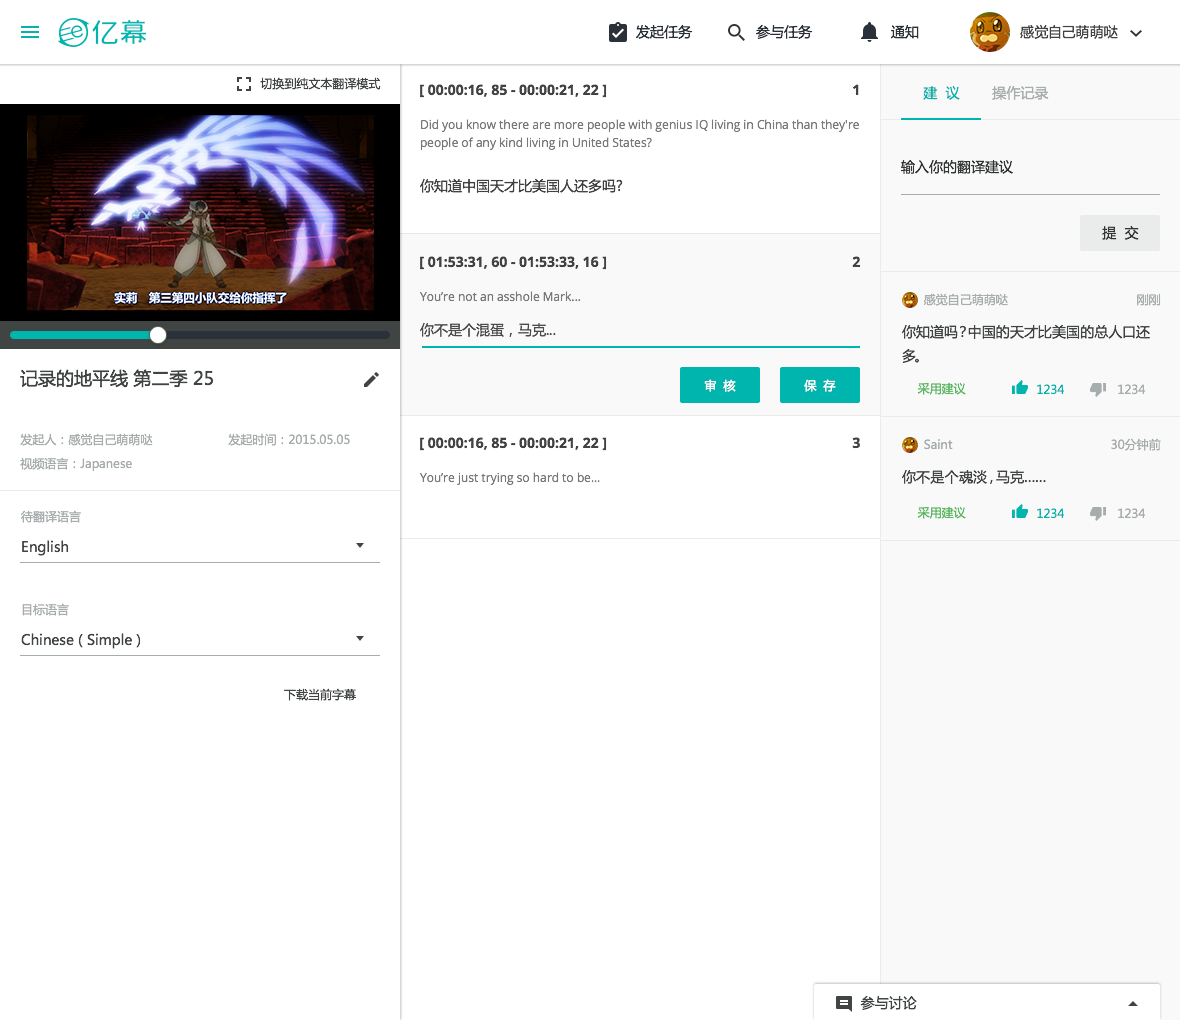 亿幕
发起任务
参与任务
通知
感觉自己萌萌哒
切换到纯文本翻译模式
实莉 第三第四小队交给你指挥了
记录的地平线 第二季 25
发起人：感觉自己萌萌哒 发起时间：2015.05.05
视频语言：Japanese
待翻译语言
English
目标语言
Chinese ( Simple )
下载当前字幕
[ 00:00:16, 85 - 00:00:21, 22 ] 1
Did you know there are more people with genius IQ living in China than they're
people of any kind living in United States?
你知道中国天才比美国人还多吗?
[ 01:53:31, 60 - 01:53:33, 16 ] 2
You’re not an asshole Mark...
你不是个混蛋，马克...
审 核
保 存
[ 00:00:16, 85 - 00:00:21, 22 ] 3
You’re just trying so hard to be...
建 议
操作记录
输入你的翻译建议
提 交
感觉自己萌萌哒 刚刚
你知道吗？中国的天才比美国的总人口还
多。
采用建议 1234 1234
Saint 30分钟前
你不是个魂淡，马克……
采用建议 1234 1234
参与讨论